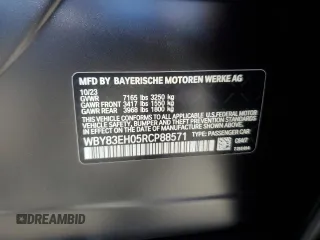 MFD BY BAYERISCHE MOTOREN WERKE AG
10/23
GVWR 7165 lbs 3250 kg
GAWR FRONT 3417 lbs 1550 kg
GAWR REAR 3968 lbs 1800 kg
THIS VEHICLE CONFORMS TO ALL APPLICABLE
U.S. FEDERAL MOTOR VEHICLE SAFETY,
BUMPER, AND THEFT PREVENTION STANDARDS
IN EFFECT ON THE DATE OF
MANUFACTURE SHOWN ABOVE.
WBY83EH05RCP88571 TYPE: PASSENGER CAR
C94T
DREAMBID